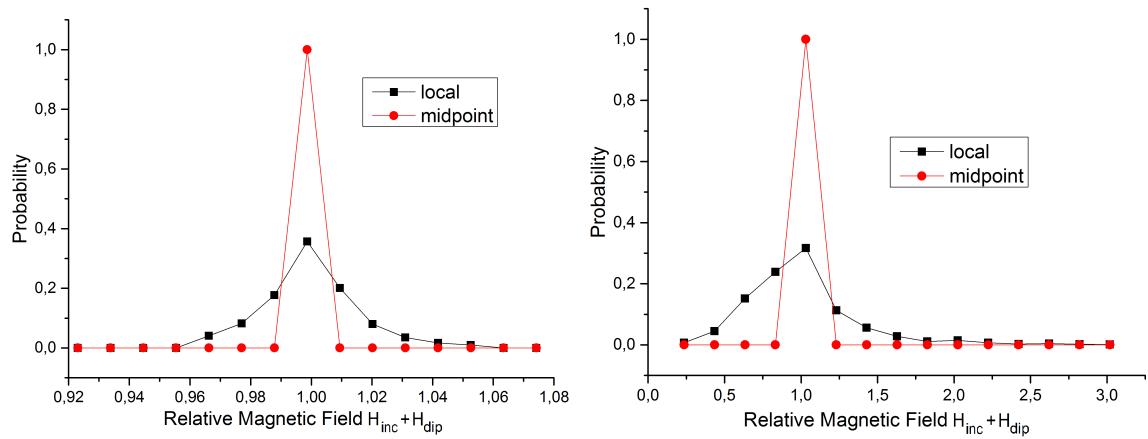 1,0
0,8
0,6
0,4
0,2
0,0
Probability
local
midpoint
0,92 0,94 0,96 0,98 1,00 1,02 1,04 1,06 1,08
Relative Magnetic Field H_inc + H_dip
1,0
0,8
0,6
0,4
0,2
0,0
Probability
local
midpoint
0,0 0,5 1,0 1,5 2,0 2,5 3,0
Relative Magnetic Field H_inc + H_dip